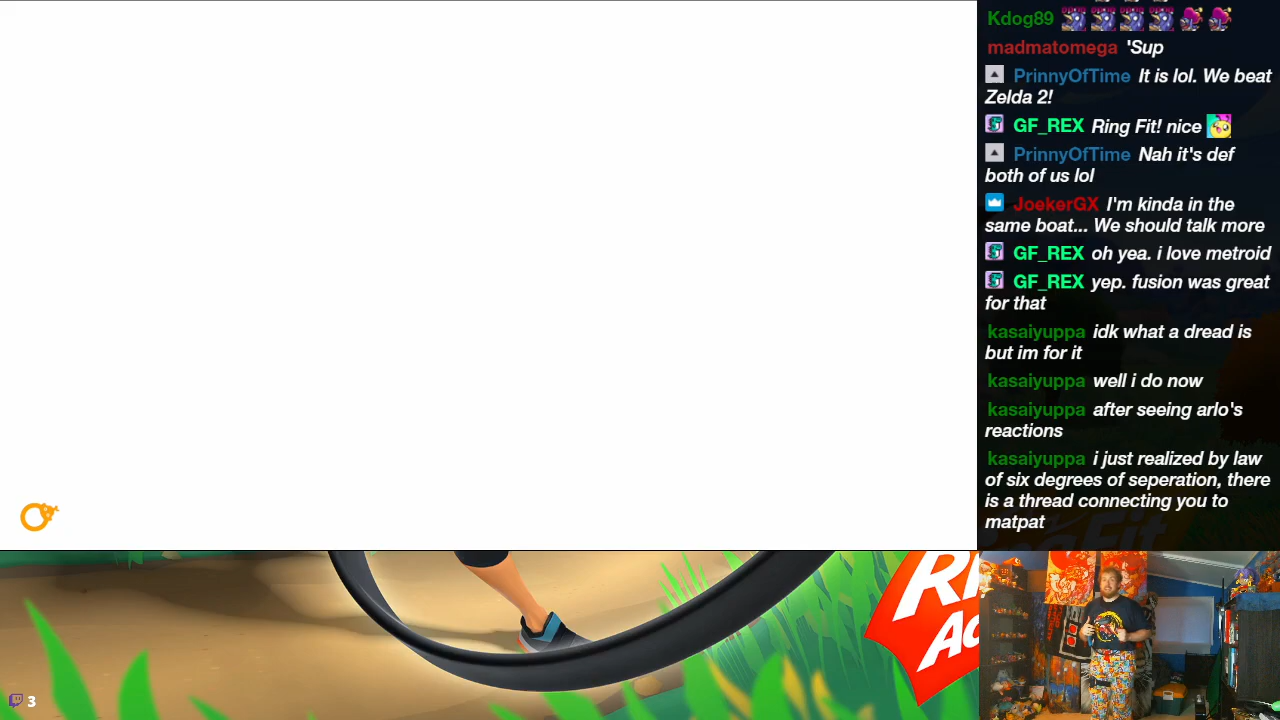 Kdog89
madmatomega 'Sup
PrinnyOfTime It is lol. We beat
Zelda 2!
GF_REX Ring Fit! nice
PrinnyOfTime Nah it's def
both of us lol
JoekerGX I'm kinda in the
same boat... We should talk more
GF_REX oh yea. i love metroid
GF_REX yep. fusion was great
for that
kasaiyuppa idk what a dread is
but im for it
kasaiyuppa well i do now
kasaiyuppa after seeing arlo's
reactions
kasaiyuppa i just realized by law
of six degrees of seperation, there
is a thread connecting you to
matpat
3